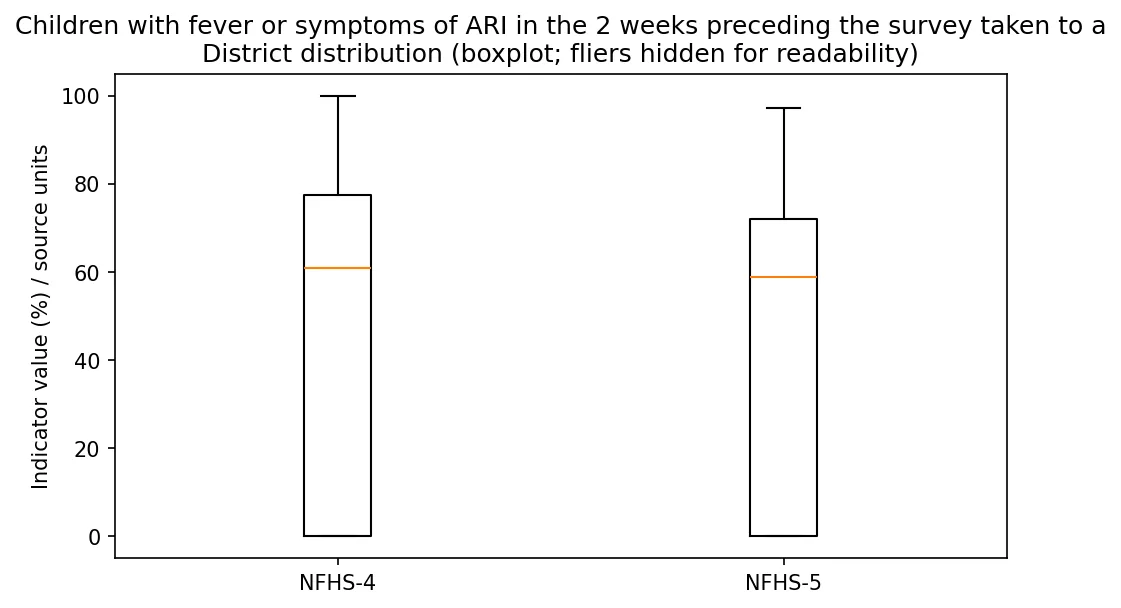 Children with fever or symptoms of ARI in the 2 weeks preceding the survey taken to a
District distribution (boxplot; fliers hidden for readability)
Indicator value (%) / source units
100
80
60
40
20
0
NFHS-4
NFHS-5